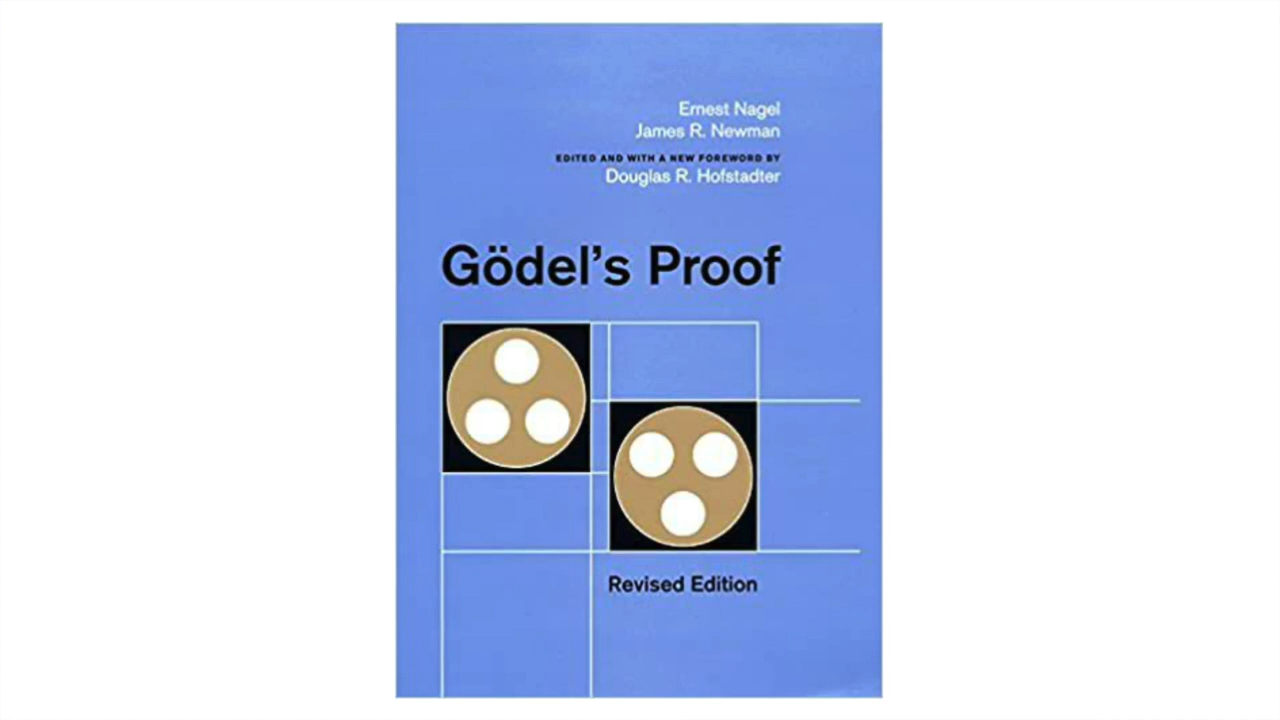 Ernest Nagel
James R. Newman
EDITED AND WITH A NEW FOREWORD BY
Douglas R. Hofstadter
Gödel’s Proof
Revised Edition